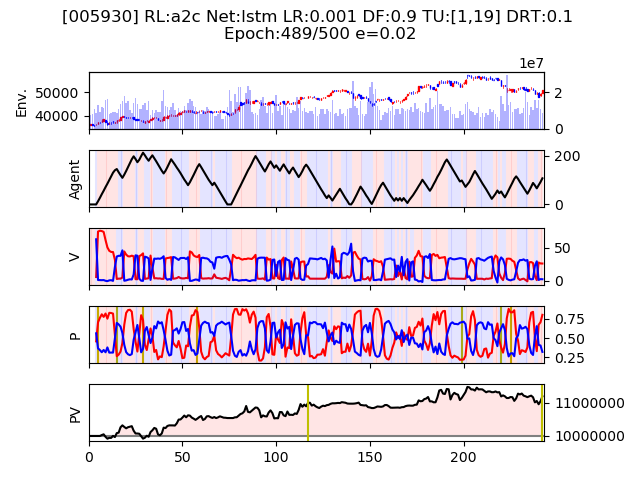 [005930] RL:a2c Net:lstm LR:0.001 DF:0.9 TU:[1,19] DRT:0.1
Epoch:489/500 e=0.02
1e7
Env.
50000
40000
2
0
Agent
200
0
V
50
0
P
0.75
0.50
0.25
PV
11000000
10000000
0 50 100 150 200